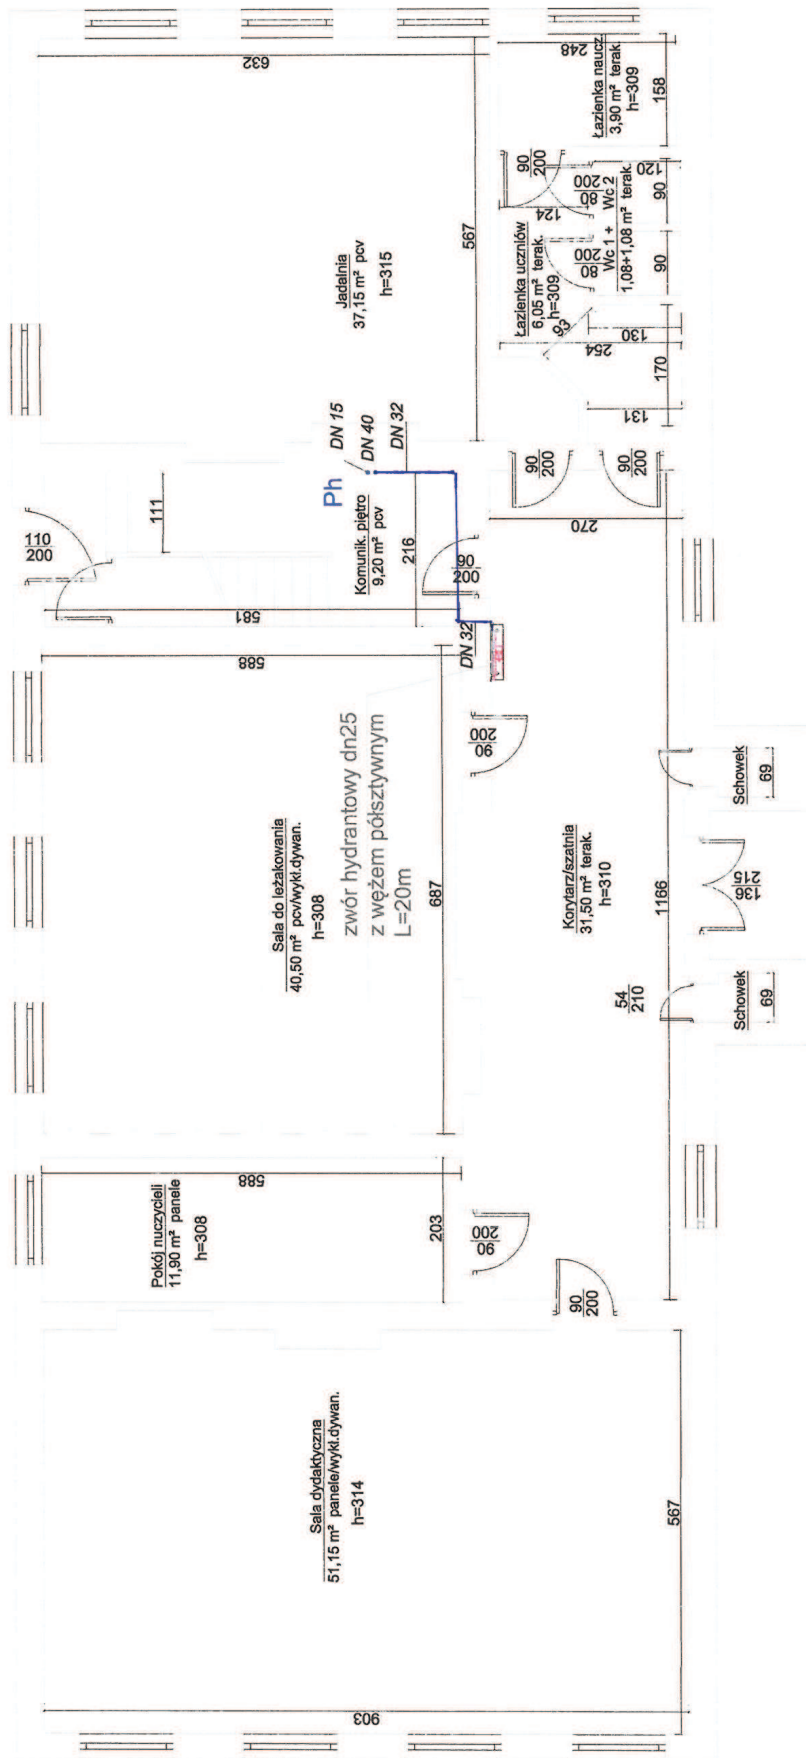 632
248
Łazienka naucz.
3,90 m² terak.
h=309
158
90
200
124
80
200
120
90
Wc 1 + Wc 2
1,08+1,08 m² terak.
80
200
90
Łazienka uczniów
6,05 m² terak.
h=309
93
130
254
170
131
Jadalnia
37,15 m² pcv
h=315
567
DN 15
DN 40
DN 32
Ph
90
200
90
200
270
110
200
111
Komunik. piętro
9,20 m² pcv
216
90
200
581
DN 32
588
Sala do leżakowania
40,50 m² pcv/wykł.dywan.
h=308
zwór hydrantowy dn25
z wężem półsztywnym
L=20m
687
90
200
Korytarz/szatnia
31,50 m² terak.
h=310
1166
Schowek
69
136
215
54
210
Schowek
69
588
Pokój nuczycieli
11,90 m² panele
h=308
203
90
200
90
200
Sala dydaktyczna
51,15 m² panele/wykł.dywan.
h=314
567
903